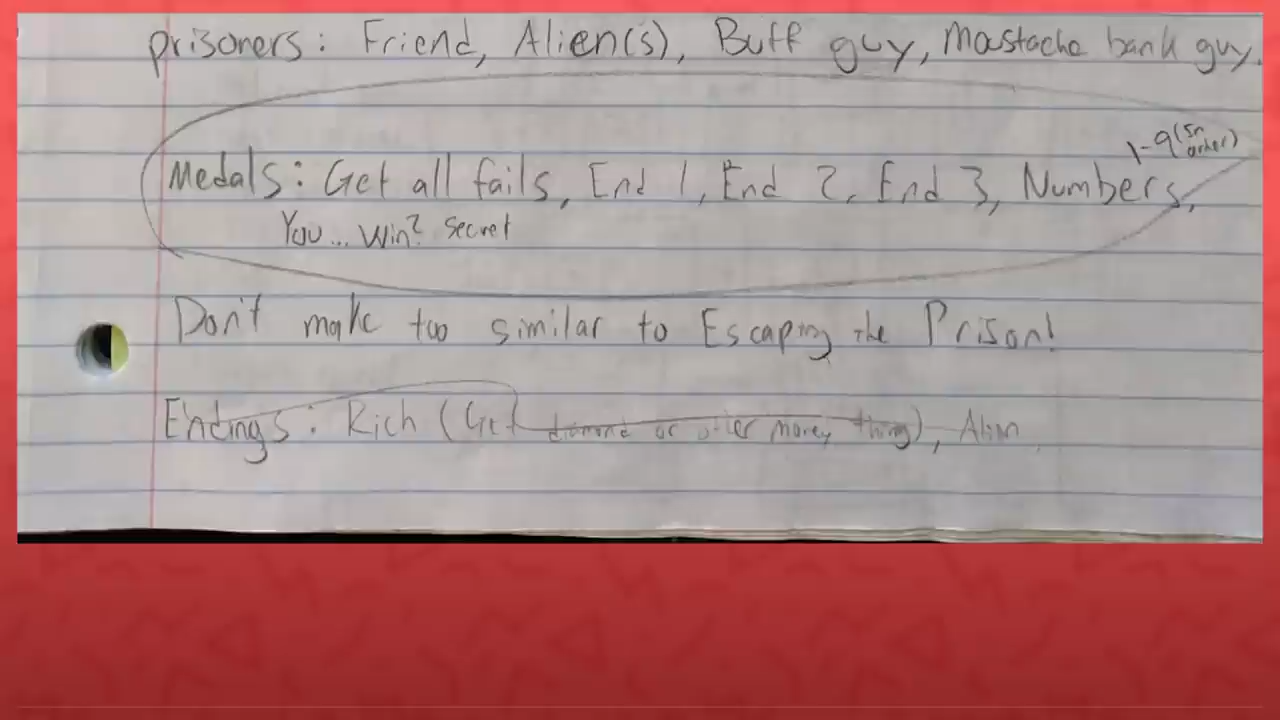 prisoners: Friend, Alien(s), Buff guy, Moustache bank guy.
1-9 (In order)
Medals: Get all fails, End 1, End 2, End 3, Numbers,
You... Win? Secret
Don't make too similar to Escaping the Prison!
Endings: Rich (Get diamond or other money thing), Alien